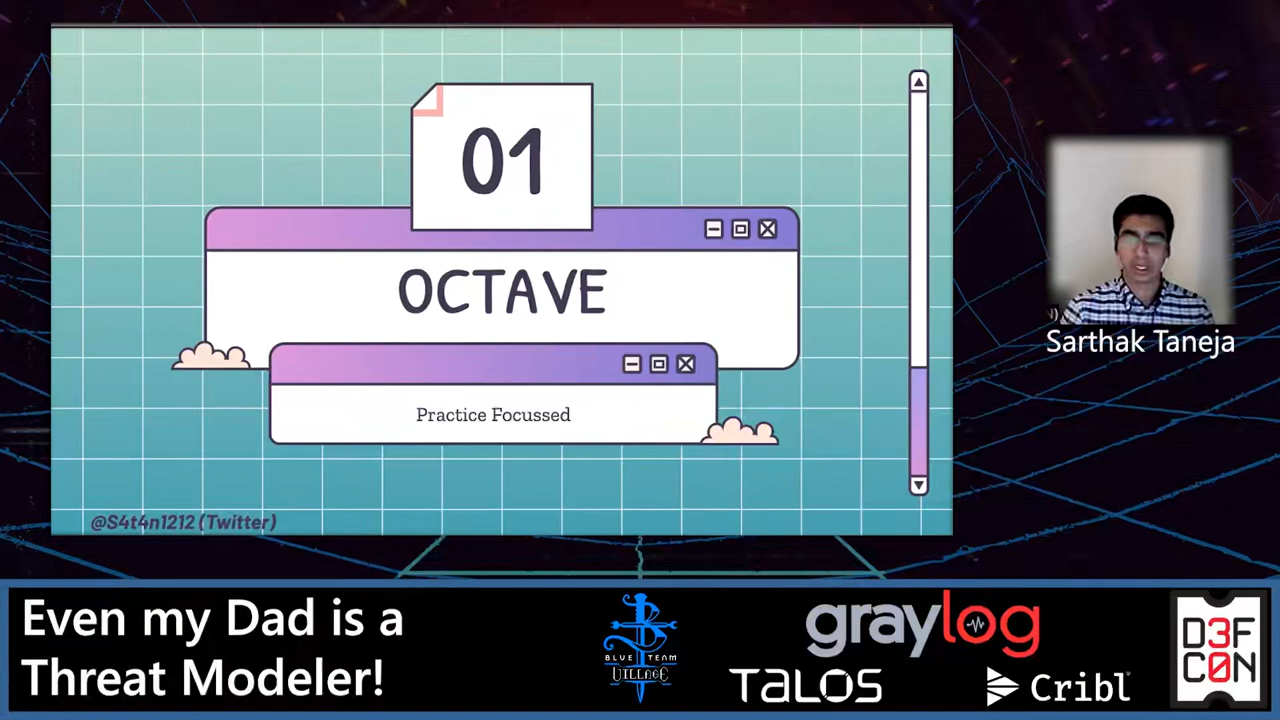 01
OCTAVE
Practice Focussed
@S4t4n1212 (Twitter)
Sarthak Taneja
Even my Dad is a
Threat Modeler!
BLUE TEAM
VILLAGE
graylog
TALOS
Cribl
D3F
C0N